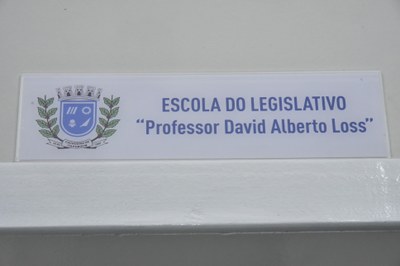 ESCOLA DO LEGISLATIVO
“Professor David Alberto Loss”